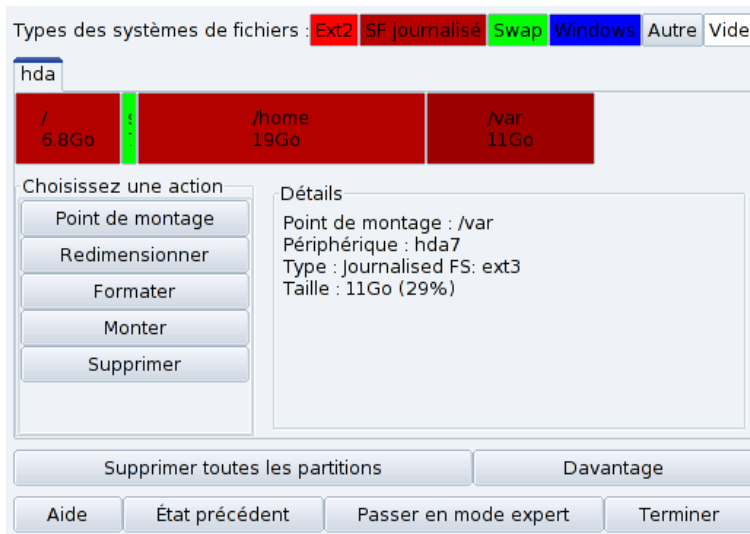 Types des systèmes de fichiers : Ext2 SF journalisé Swap Windows Autre Vide
hda
/
6.8Go
/home
19Go
/var
11Go
Choisissez une action
Point de montage
Redimensionner
Formater
Monter
Supprimer
Détails
Point de montage : /var
Périphérique : hda7
Type : Journalised FS: ext3
Taille : 11Go (29%)
Supprimer toutes les partitions
Davantage
Aide
État précédent
Passer en mode expert
Terminer